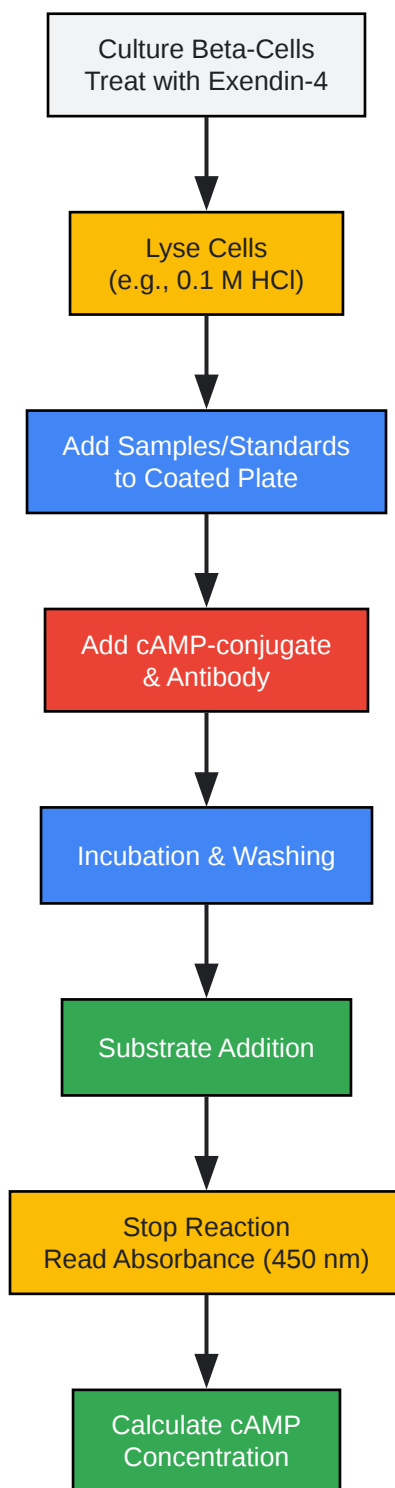 Culture Beta-Cells
Treat with Exendin-4
Lyse Cells
(e.g., 0.1 M HCl)
Add Samples/Standards
to Coated Plate
Add cAMP-conjugate
& Antibody
Incubation & Washing
Substrate Addition
Stop Reaction
Read Absorbance (450 nm)
Calculate cAMP
Concentration